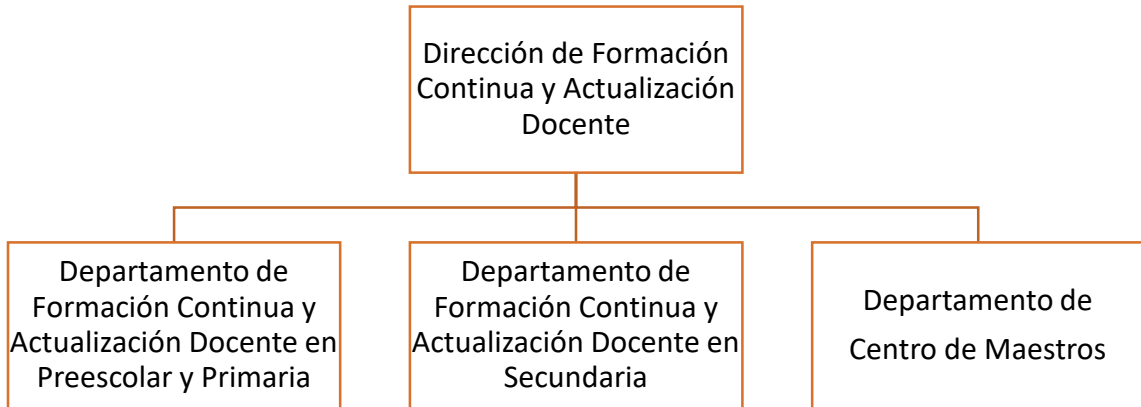 Dirección de Formación
Continua y Actualización
Docente
Departamento de
Formación Continua y
Actualización Docente en
Preescolar y Primaria
Departamento de
Formación Continua y
Actualización Docente en
Secundaria
Departamento de
Centro de Maestros